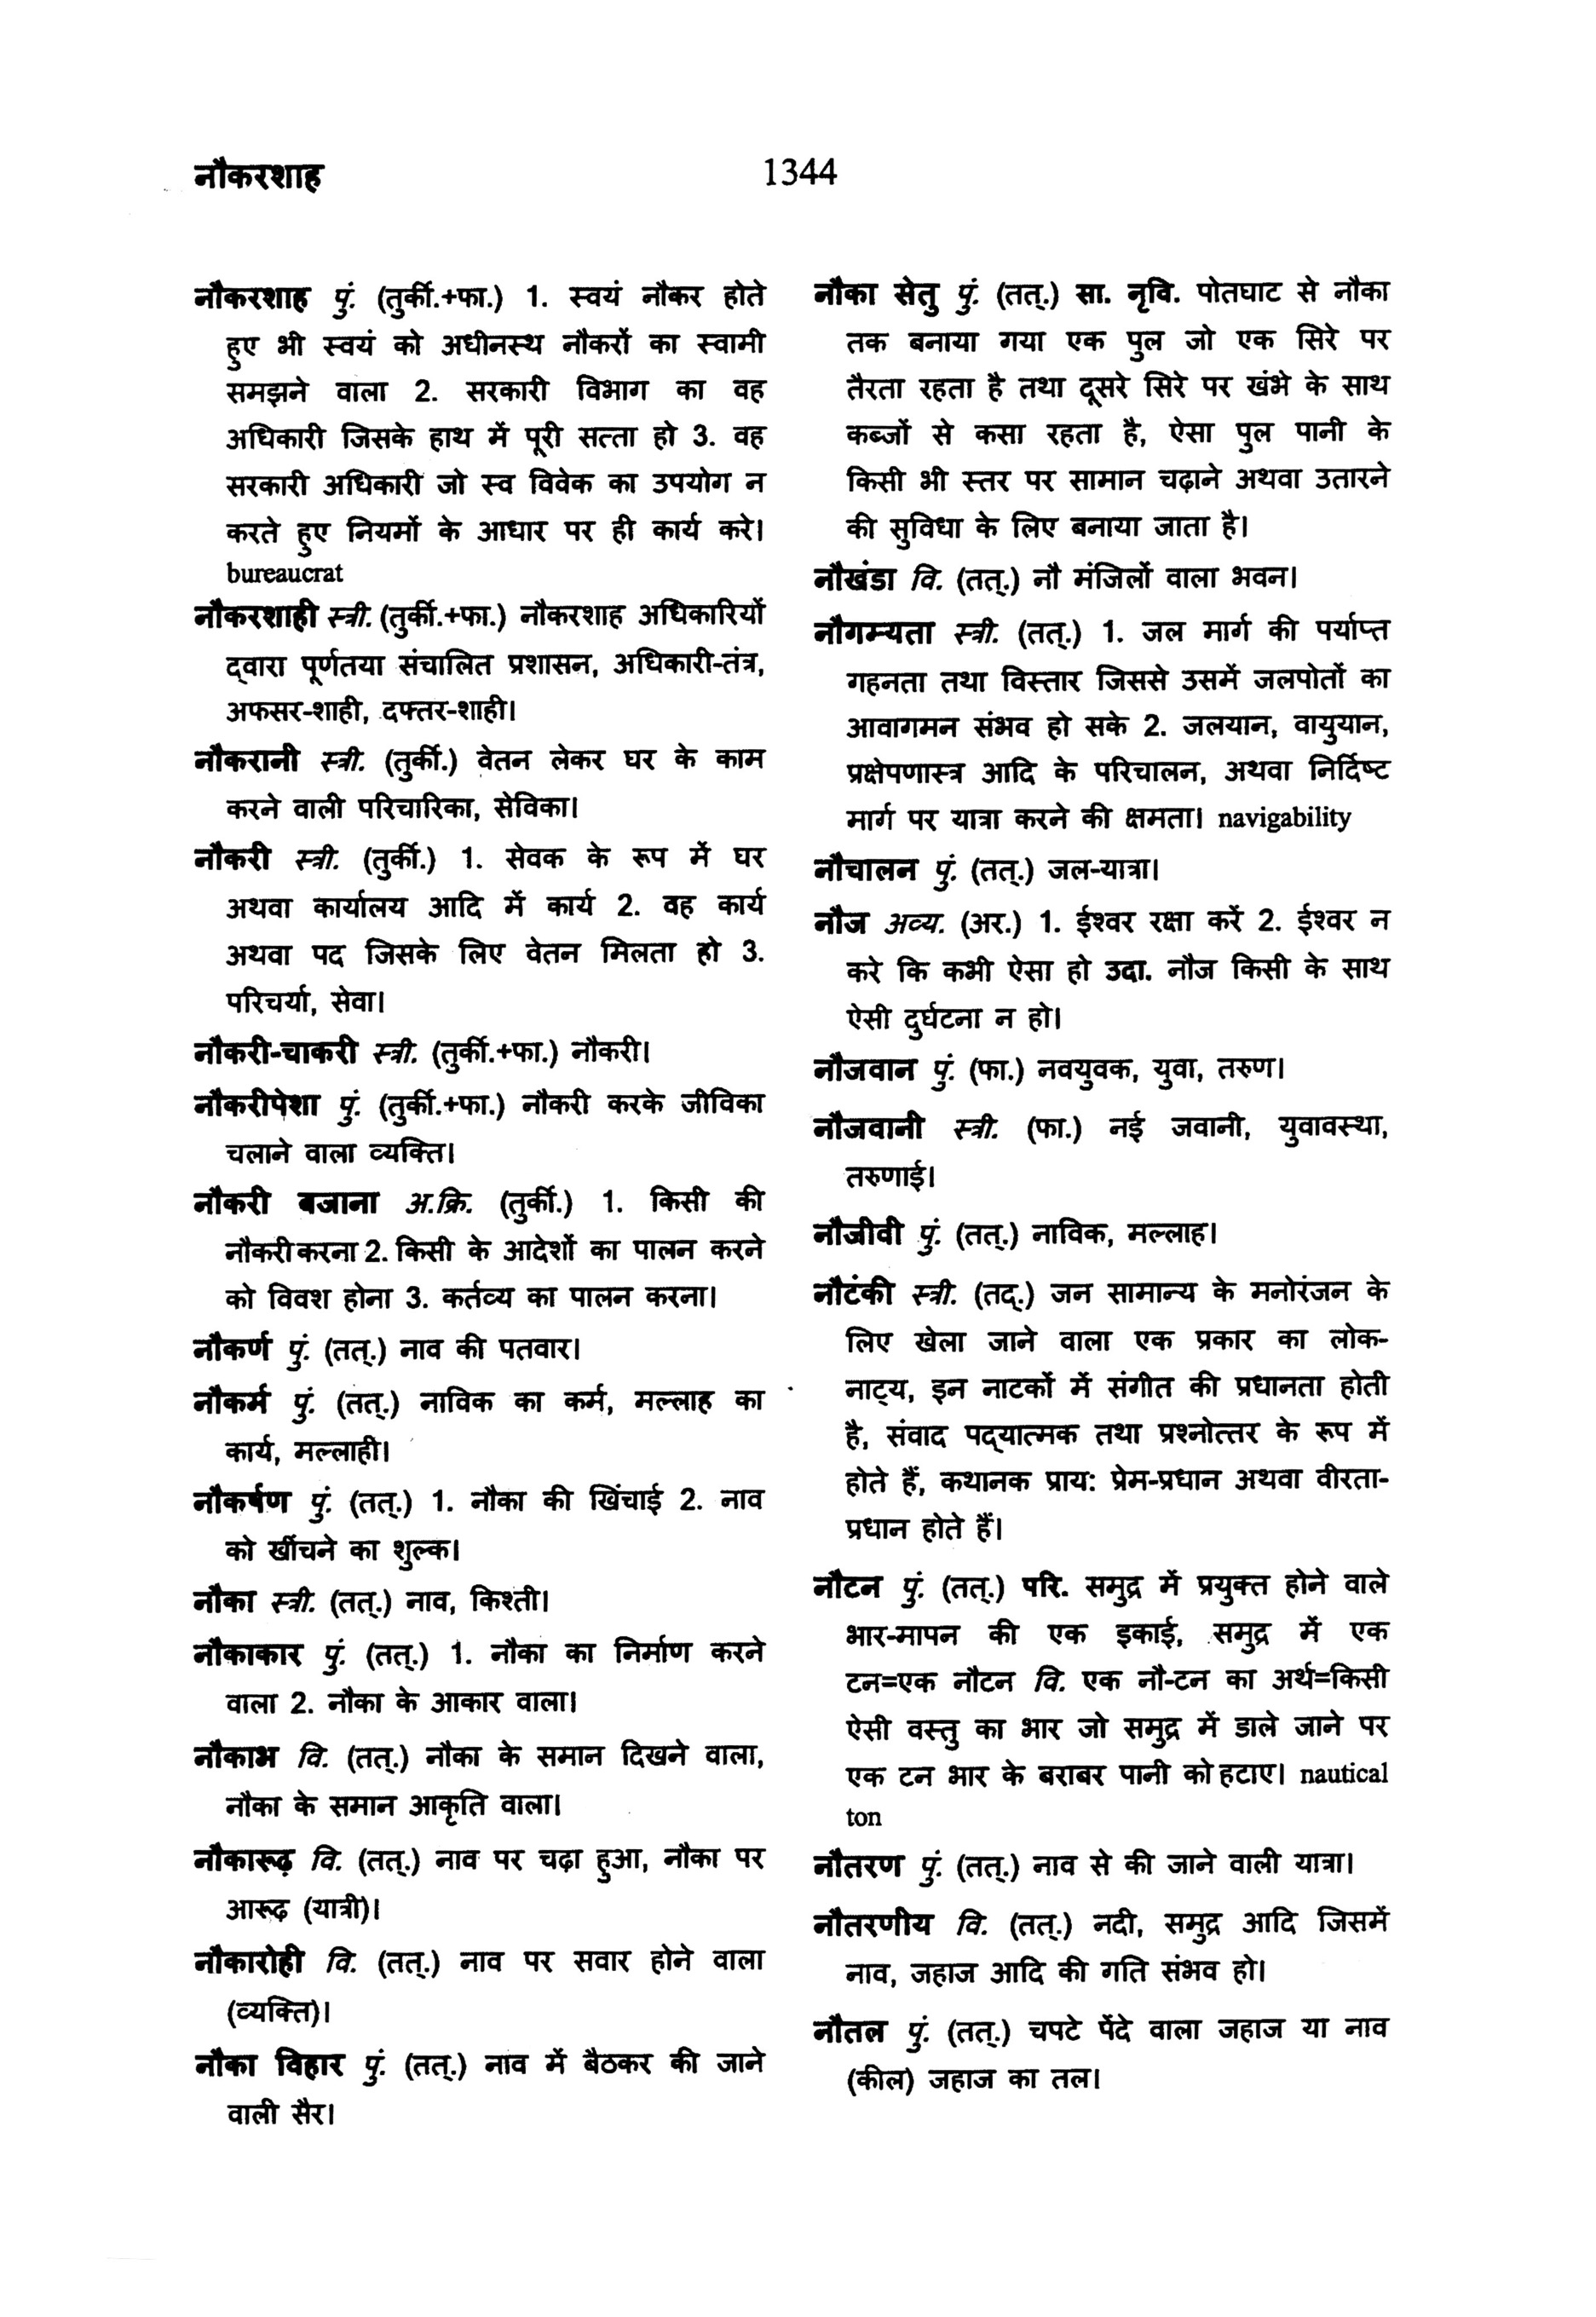 नौकरशाह
1344
नौकरशाह पुं. (तुर्की.+फा.) 1. स्वयं नौकर होते
हुए भी स्वयं को अधीनस्थ नौकरों का स्वामी
समझने वाला 2. सरकारी विभाग का वह
अधिकारी जिसके हाथ में पूरी सत्ता हो 3. वह
सरकारी अधिकारी जो स्व विवेक का उपयोग न
करते हुए नियमों के आधार पर ही कार्य करे।
bureaucrat
नौकरशाही स्त्री. (तुर्की.+फा.) नौकरशाह अधिकारियों
द्वारा पूर्णतया संचालित प्रशासन, अधिकारी-तंत्र,
अफसर-शाही, दफ्तर-शाही।
नौकरानी स्त्री. (तुर्की.) वेतन लेकर घर के काम
करने वाली परिचारिका, सेविका।
नौकरी स्त्री. (तुर्की.) 1. सेवक के रूप में घर
अथवा कार्यालय आदि में कार्य 2. वह कार्य
अथवा पद जिसके लिए वेतन मिलता हो 3.
परिचर्या, सेवा।
नौकरी-चाकरी स्त्री. (तुर्की.+फा.) नौकरी।
नौकरीपेशा पुं. (तुर्की.+फा.) नौकरी करके जीविका
चलाने वाला व्यक्ति।
नौकरी बजाना अ.क्रि. (तुर्की.) 1. किसी की
नौकरी करना 2. किसी के आदेशों का पालन करने
को विवश होना 3. कर्तव्य का पालन करना।
नौकर्ण पुं. (तत्.) नाव की पतवार।
नौकर्म पुं. (तत्.) नाविक का कर्म, मल्लाह का
कार्य, मल्लाही।
नौकर्षण पुं. (तत्.) 1. नौका की खिंचाई 2. नाव
को खींचने का शुल्क।
नौका स्त्री. (तत्.) नाव, किश्ती।
नौकाकार पुं. (तत्.) 1. नौका का निर्माण करने
वाला 2. नौका के आकार वाला।
नौकाभ वि. (तत्.) नौका के समान दिखने वाला,
नौका के समान आकृति वाला।
नौकारूढ़ वि. (तत्.) नाव पर चढ़ा हुआ, नौका पर
आरूढ़ (यात्री)।
नौकारोही वि. (तत्.) नाव पर सवार होने वाला
(व्यक्ति)।
नौका विहार पुं. (तत्.) नाव में बैठकर की जाने
वाली सैर।
नौका सेतु पुं. (तत्.) सा. नृवि. पोतघाट से नौका
तक बनाया गया एक पुल जो एक सिरे पर
तैरता रहता है तथा दूसरे सिरे पर खंभे के साथ
कब्जों से कसा रहता है, ऐसा पुल पानी के
किसी भी स्तर पर सामान चढ़ाने अथवा उतारने
की सुविधा के लिए बनाया जाता है।
नौखंडा वि. (तत्.) नौ मंजिलों वाला भवन।
नौगम्यता स्त्री. (तत्.) 1. जल मार्ग की पर्याप्त
गहनता तथा विस्तार जिससे उसमें जलपोतों का
आवागमन संभव हो सके 2. जलयान, वायुयान,
प्रक्षेपणास्त्र आदि के परिचालन, अथवा निर्दिष्ट
मार्ग पर यात्रा करने की क्षमता। navigability
नौचालन पुं. (तत्.) जल-यात्रा।
नौज अव्य. (अर.) 1. ईश्वर रक्षा करें 2. ईश्वर न
करे कि कभी ऐसा हो उदा. नौज किसी के साथ
ऐसी दुर्घटना न हो।
नौजवान पुं. (फा.) नवयुवक, युवा, तरुण।
नौजवानी स्त्री. (फा.) नई जवानी, युवावस्था,
तरुणाई।
नौजीवी पुं. (तत्.) नाविक, मल्लाह।
नौटंकी स्त्री. (तद्.) जन सामान्य के मनोरंजन के
लिए खेला जाने वाला एक प्रकार का लोक-
नाट्य, इन नाटकों में संगीत की प्रधानता होती
है, संवाद पद्यात्मक तथा प्रश्नोत्तर के रूप में
होते हैं, कथानक प्राय: प्रेम-प्रधान अथवा वीरता-
प्रधान होते हैं।
नौटन पुं. (तत्.) परि. समुद्र में प्रयुक्त होने वाले
भार-मापन की एक इकाई, समुद्र में एक
टन=एक नौटन वि. एक नौ-टन का अर्थ=किसी
ऐसी वस्तु का भार जो समुद्र में डाले जाने पर
एक टन भार के बराबर पानी को हटाए। nautical
ton
नौतरण पुं. (तत्.) नाव से की जाने वाली यात्रा।
नौतरणीय वि. (तत्.) नदी, समुद्र आदि जिसमें
नाव, जहाज आदि की गति संभव हो।
नौतल पुं. (तत्.) चपटे पेंदे वाला जहाज या नाव
(कील) जहाज का तल।